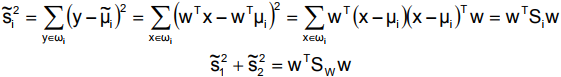 s̃ᵢ² = ∑_{y∈ωᵢ} (y − μ̃ᵢ)² = ∑_{x∈ωᵢ} (wᵀx − wᵀμᵢ)² = ∑_{x∈ωᵢ} wᵀ(x − μᵢ)(x − μᵢ)ᵀw = wᵀSᵢw
s̃₁² + s̃₂² = wᵀS_W w